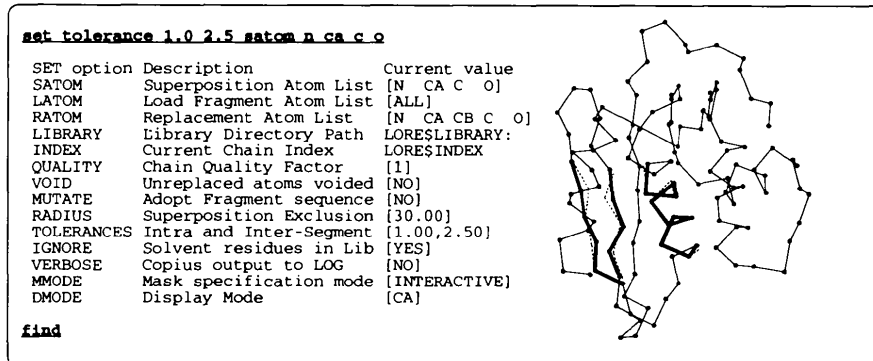 set tolerance 1.0 2.5 satom n ca c o
SET option Description Current value
SATOM Superposition Atom List [N CA C O]
LATOM Load Fragment Atom List [ALL]
RATOM Replacement Atom List [N CA CB C O]
LIBRARY Library Directory Path LORE$LIBRARY:
INDEX Current Chain Index LORE$INDEX
QUALITY Chain Quality Factor [1]
VOID Unreplaced atoms voided [NO]
MUTATE Adopt Fragment sequence [NO]
RADIUS Superposition Exclusion [30.00]
TOLERANCES Intra and Inter-Segment [1.00,2.50]
IGNORE Solvent residues in Lib [YES]
VERBOSE Copius output to LOG [NO]
MMODE Mask specification mode [INTERACTIVE]
DMODE Display Mode [CA]
find